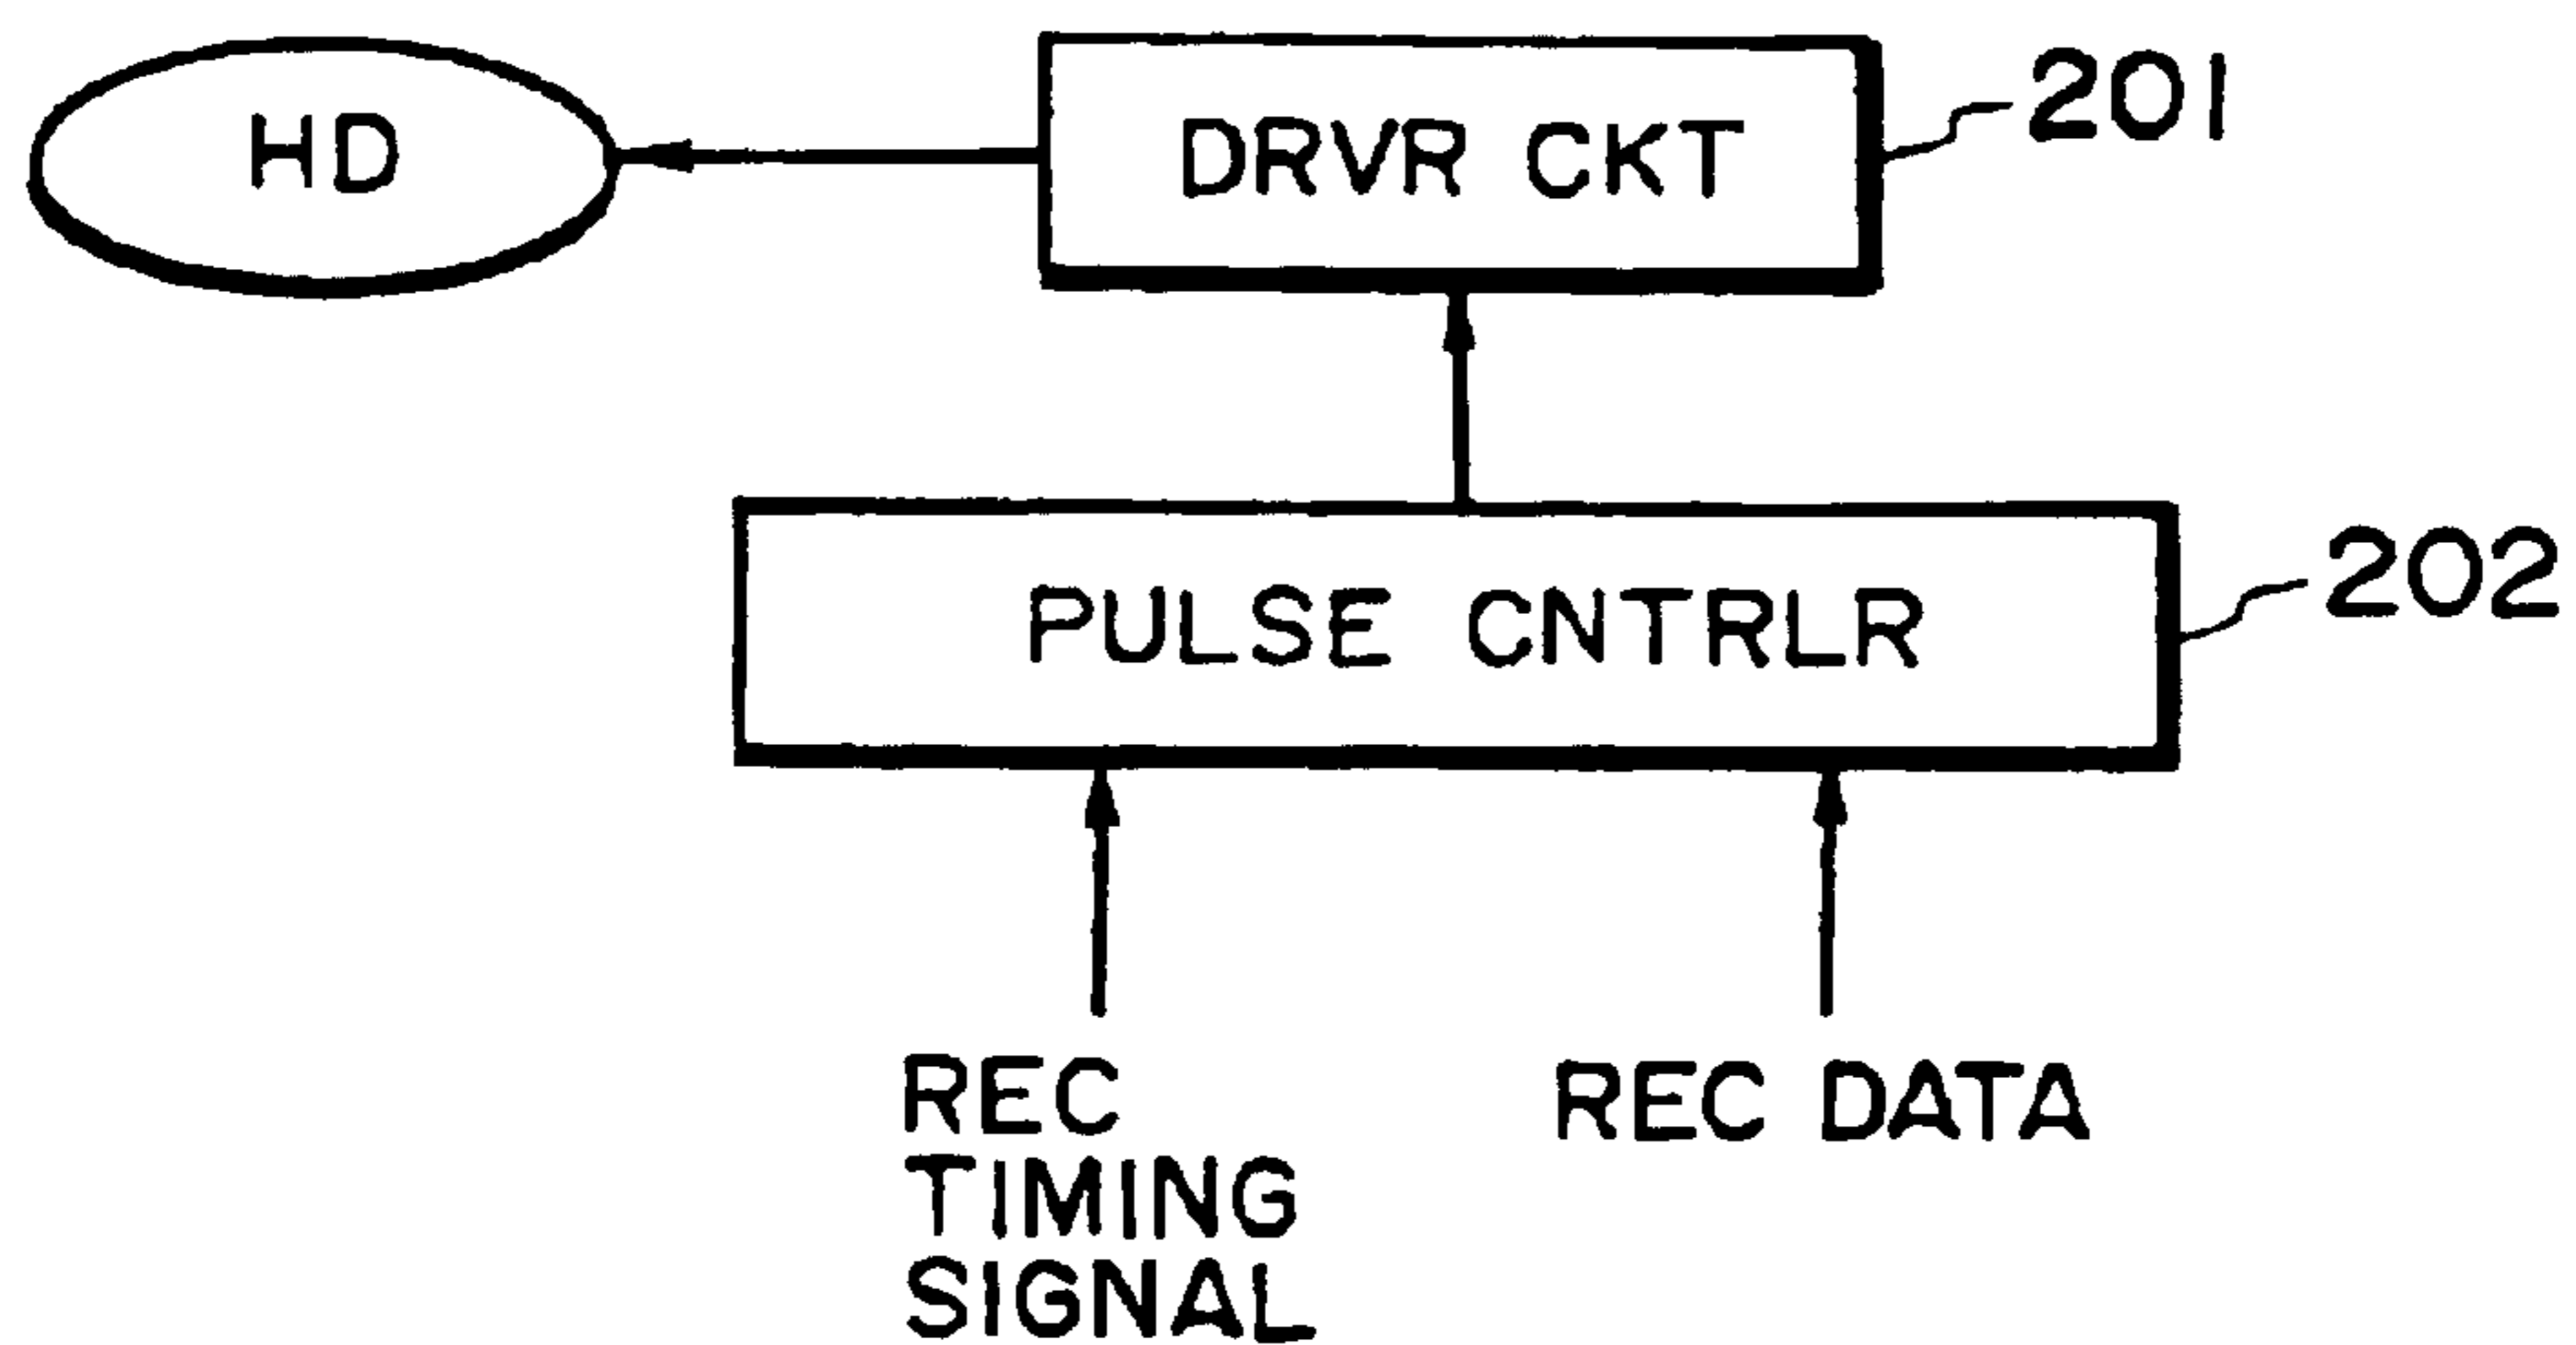 HD
DRVR CKT
201
PULSE CNTRLR
202
REC
TIMING
SIGNAL
REC DATA